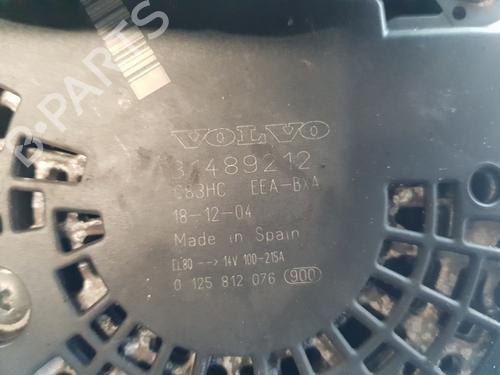 VOLVO
31489212
C83HC EEA-BXA
18-12-04
Made in Spain
EL80 --> 14V 100-215A
0 125 812 076 900